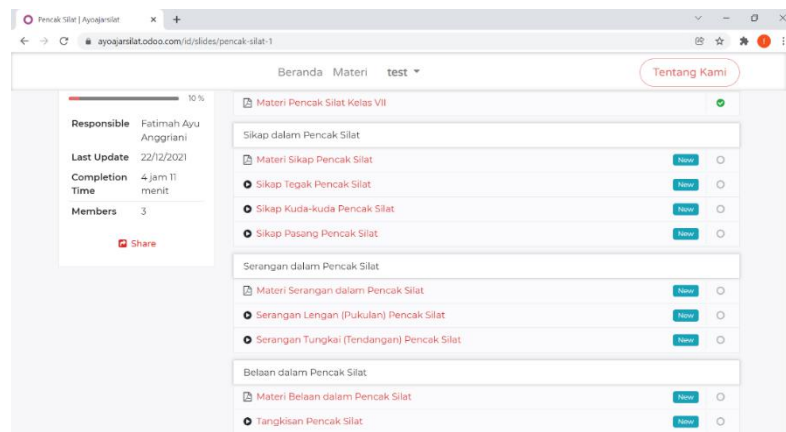 Pencak Silat | Ayoajarsilat
ayoajarsilat.odoo.com/id/slides/pencak-silat-1
Beranda Materi test Tentang Kami
10 %
Responsible Fatimah Ayu Anggriani
Last Update 22/12/2021
Completion Time 4 jam 11 menit
Members 3
Share
Materi Pencak Silat Kelas VII
Sikap dalam Pencak Silat
Materi Sikap Pencak Silat New
Sikap Tegak Pencak Silat New
Sikap Kuda-kuda Pencak Silat New
Sikap Pasang Pencak Silat New
Serangan dalam Pencak Silat
Materi Serangan dalam Pencak Silat New
Serangan Lengan (Pukulan) Pencak Silat New
Serangan Tungkai (Tendangan) Pencak Silat New
Belaan dalam Pencak Silat
Materi Belaan dalam Pencak Silat New
Tangkisan Pencak Silat New